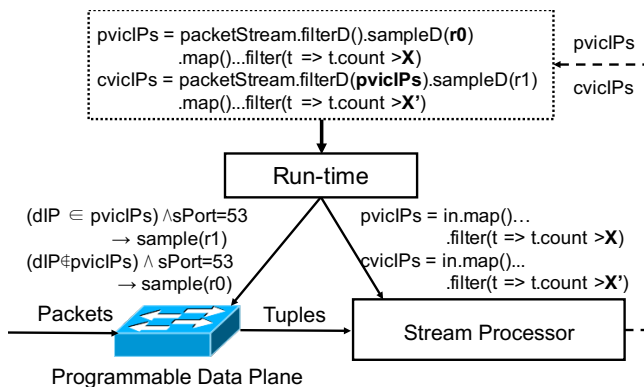 pvicIPs = packetStream.filterD().sampleD(r0)
.map()...filter(t => t.count >X)
cvicIPs = packetStream.filterD(pvicIPs).sampleD(r1)
.map()...filter(t => t.count >X’)
pvicIPs
cvicIPs
Run-time
(dIP ∈ pvicIPs) ∧sPort=53
→ sample(r1)
(dIP∉pvicIPs) ∧ sPort=53
→ sample(r0)
pvicIPs = in.map()…
.filter(t => t.count >X)
cvicIPs = in.map()...
.filter(t => t.count >X’)
Packets
Tuples
Stream Processor
Programmable Data Plane